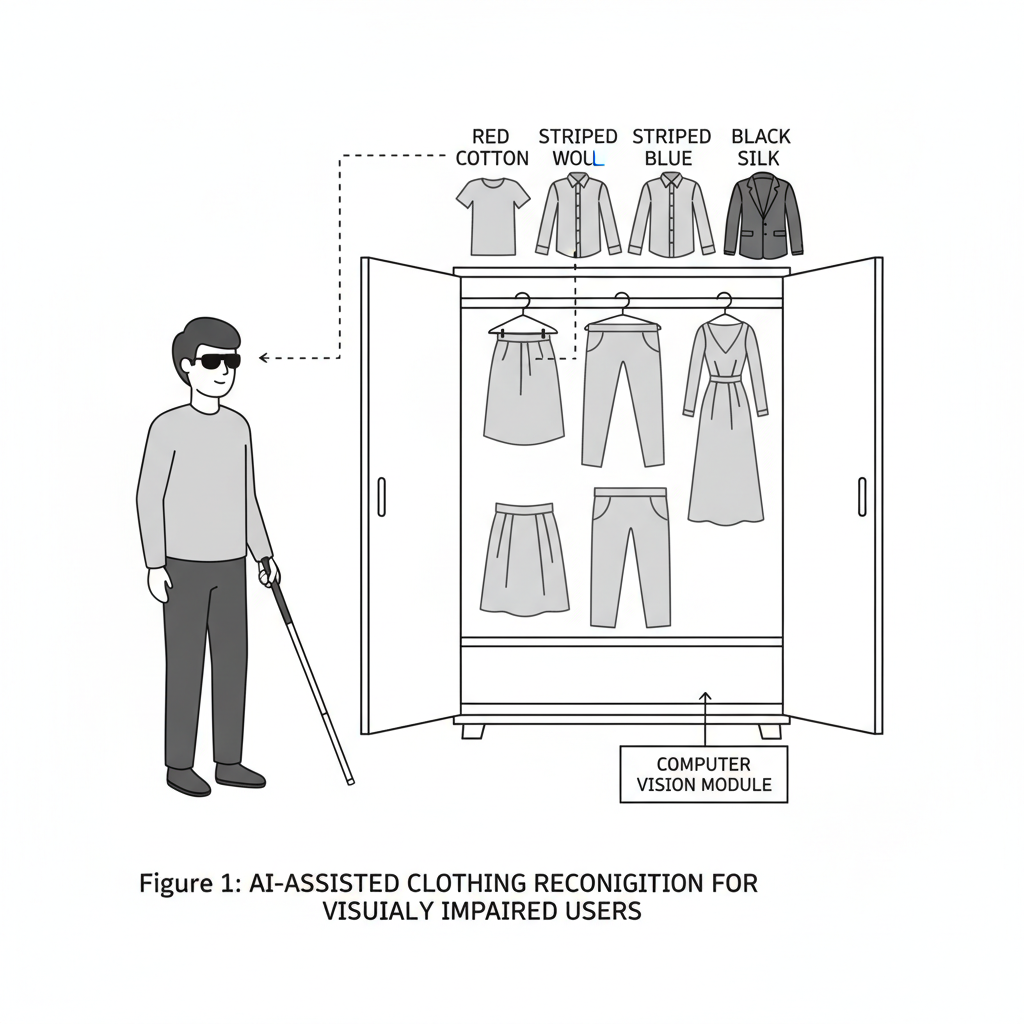 RED
COTTON
STRIPED
WOUL
STRIPED
BLUE
BLACK
SILK
COMPUTER
VISION MODULE
Figure 1: AI-ASSISTED CLOTHING RECONIGITION FOR
VISUIALY IMPAIRED USERS